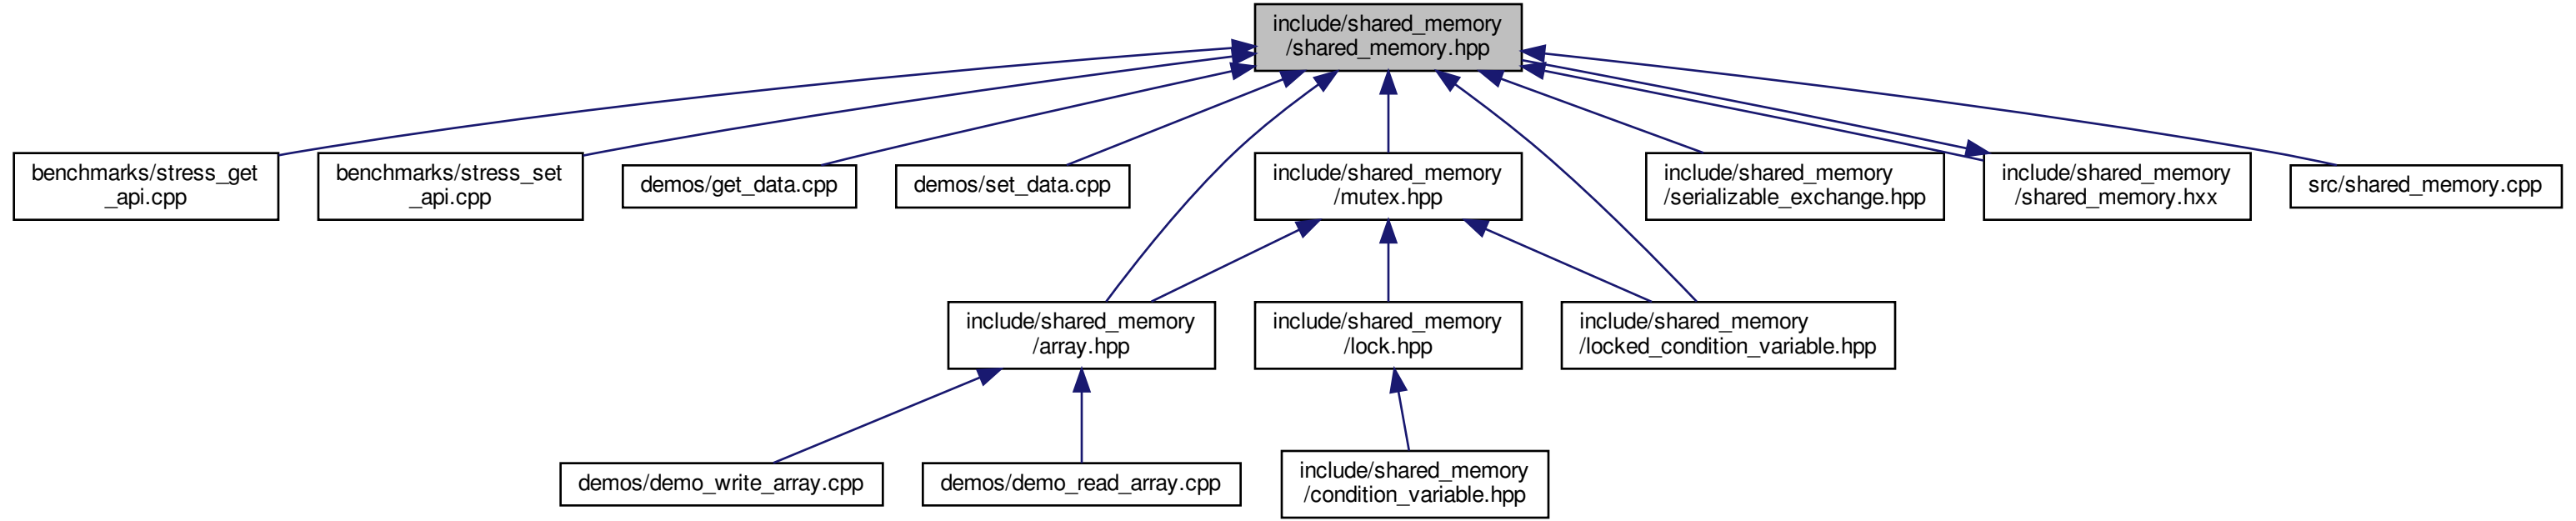 include/shared_memory
/shared_memory.hpp
benchmarks/stress_get
_api.cpp
benchmarks/stress_set
_api.cpp
demos/get_data.cpp
demos/set_data.cpp
include/shared_memory
/mutex.hpp
include/shared_memory
/serializable_exchange.hpp
include/shared_memory
/shared_memory.hxx
src/shared_memory.cpp
include/shared_memory
/array.hpp
include/shared_memory
/lock.hpp
include/shared_memory
/locked_condition_variable.hpp
demos/demo_write_array.cpp
demos/demo_read_array.cpp
include/shared_memory
/condition_variable.hpp